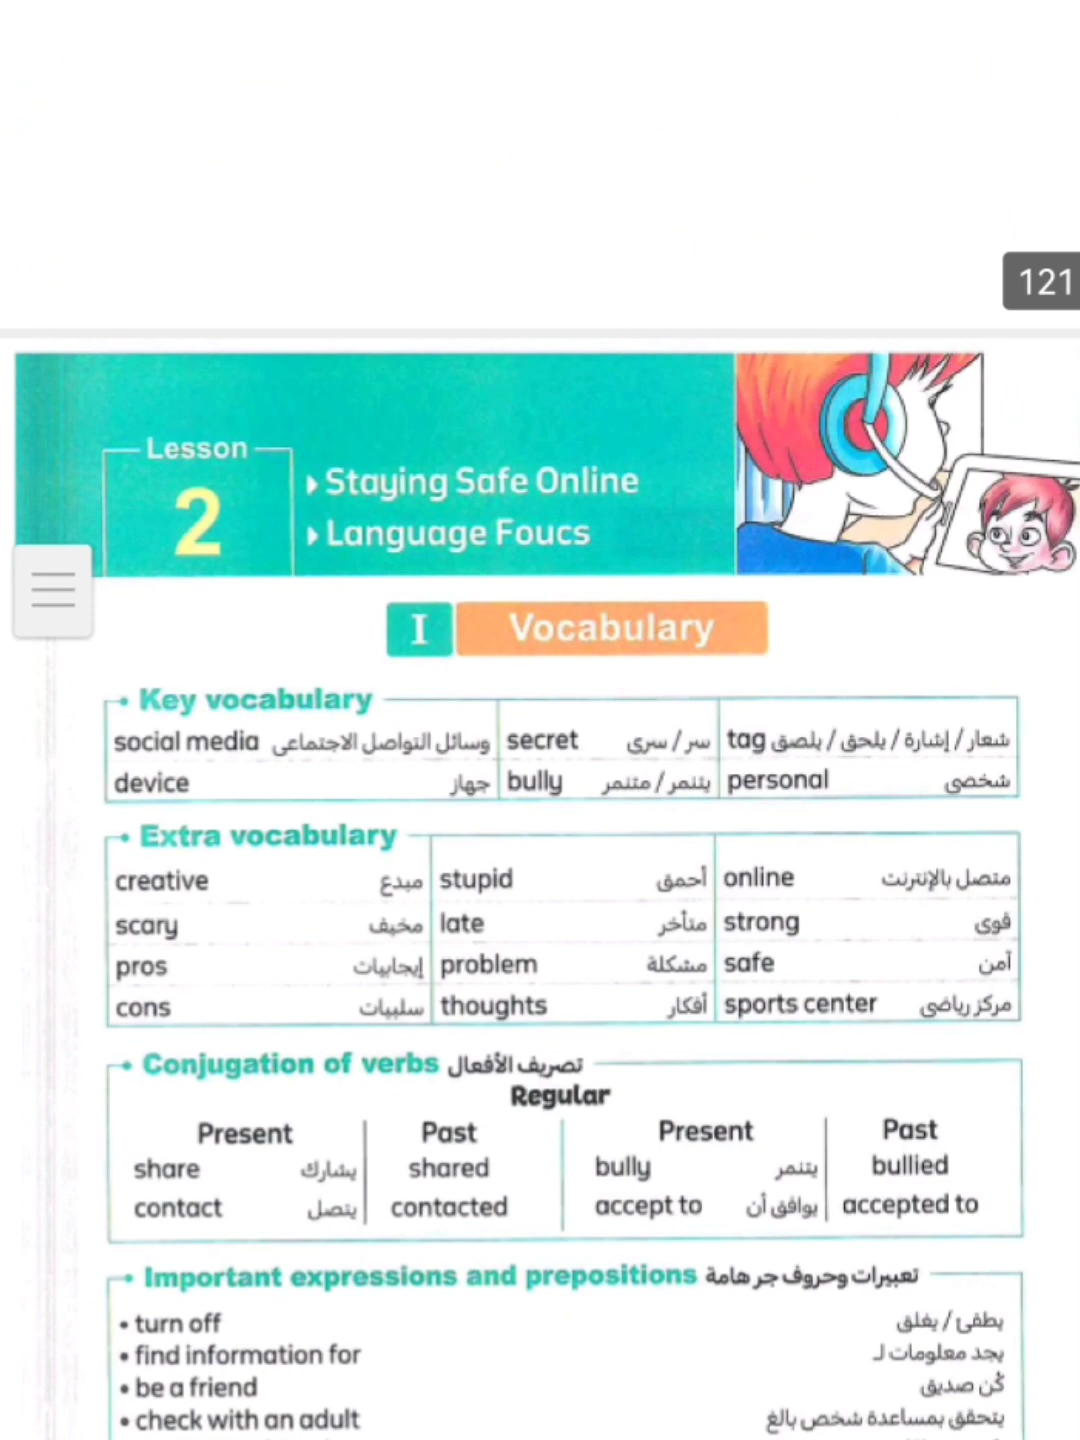 121
Lesson
2
Staying Safe Online
Language Foucs
I Vocabulary
Key vocabulary
social media وسائل التواصل الاجتماعى secret سر / سرى tag شعار / إشارة / يلحق / يلصق
device جهاز bully يتنمر / متنمر personal شخصى
Extra vocabulary
creative مبدع stupid أحمق online متصل بالإنترنت
scary مخيف late متأخر strong قوى
pros إيجابيات problem مشكلة safe آمن
cons سلبيات thoughts أفكار sports center مركز رياضى
Conjugation of verbs تصريف الأفعال
Regular
Present Past Present Past
share يشارك shared bully يتنمر bullied
contact يتصل contacted accept to يوافق أن accepted to
Important expressions and prepositions تعبيرات وحروف جر هامة
• turn off يطفئ / يغلق
• find information for يجد معلومات لـ
• be a friend كُن صديق
• check with an adult يتحقق بمساعدة شخص بالغ